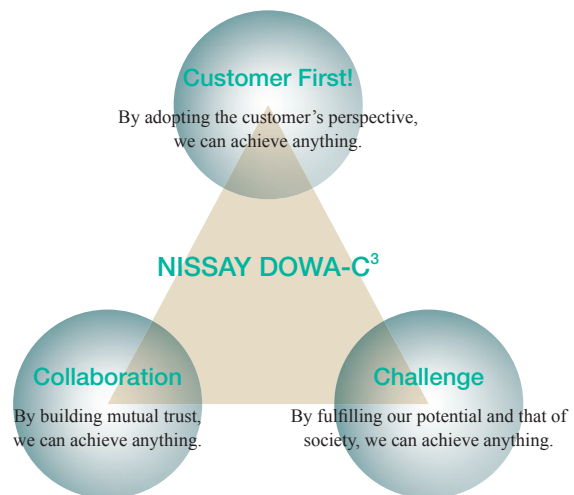 Customer First!
By adopting the customer’s perspective,
we can achieve anything.
NISSAY DOWA-C³
Collaboration
By building mutual trust,
we can achieve anything.
Challenge
By fulfilling our potential and that of
society, we can achieve anything.